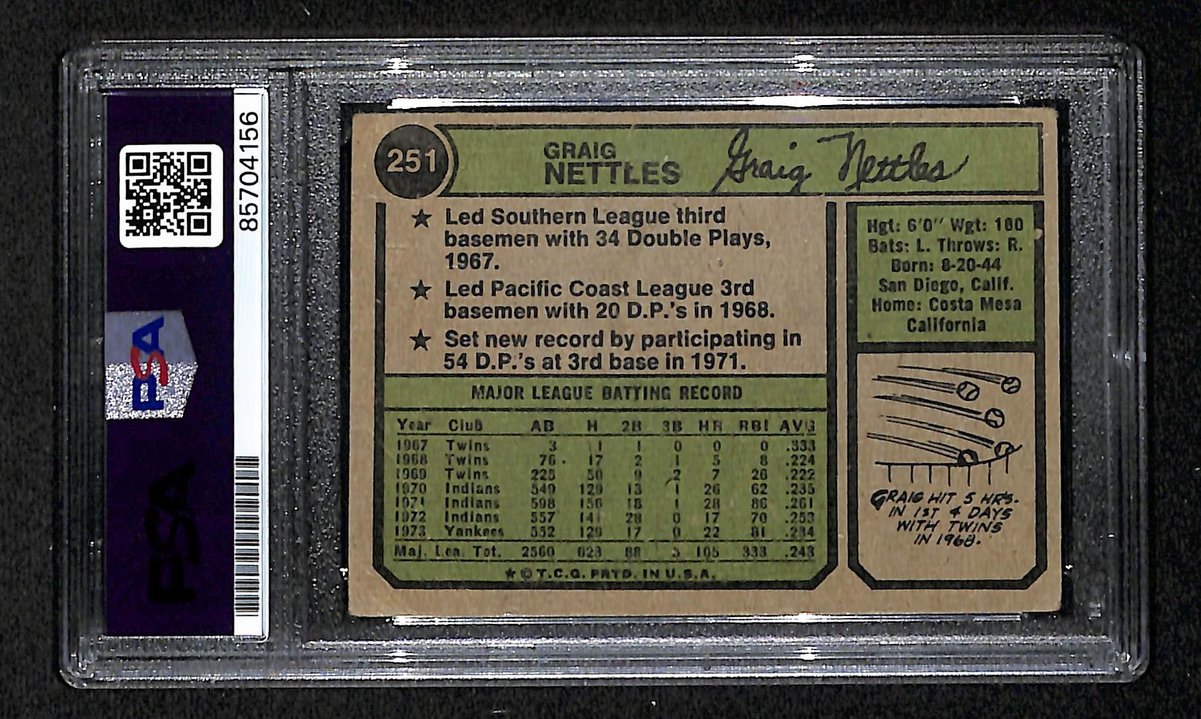 85704156
PSA
PSA
251
GRAIG
NETTLES
Graig Nettles
★ Led Southern League third
basemen with 34 Double Plays,
1967.
★ Led Pacific Coast League 3rd
basemen with 20 D.P.'s in 1968.
★ Set new record by participating in
54 D.P.'s at 3rd base in 1971.
MAJOR LEAGUE BATTING RECORD
Year Club AB H 2B 3B HR RBI AVG
1967 Twins 3 1 1 0 0 0 .333
1968 Twins 76 17 2 1 5 8 .224
1969 Twins 225 50 9 2 7 26 .222
1970 Indians 549 129 13 1 26 62 .235
1971 Indians 598 156 18 1 28 86 .261
1972 Indians 557 141 28 0 17 70 .253
1973 Yankees 552 129 17 0 22 81 .234
Maj. Lea. Tot. 2560 623 88 5 105 333 .243
★ © T.C.G. PRTD. IN U.S.A.
Hgt: 6'0" Wgt: 180
Bats: L. Throws: R.
Born: 8-20-44
San Diego, Calif.
Home: Costa Mesa
California
GRAIG HIT 5 HRS.
IN 1ST 4 DAYS
WITH TWINS
IN 1968.